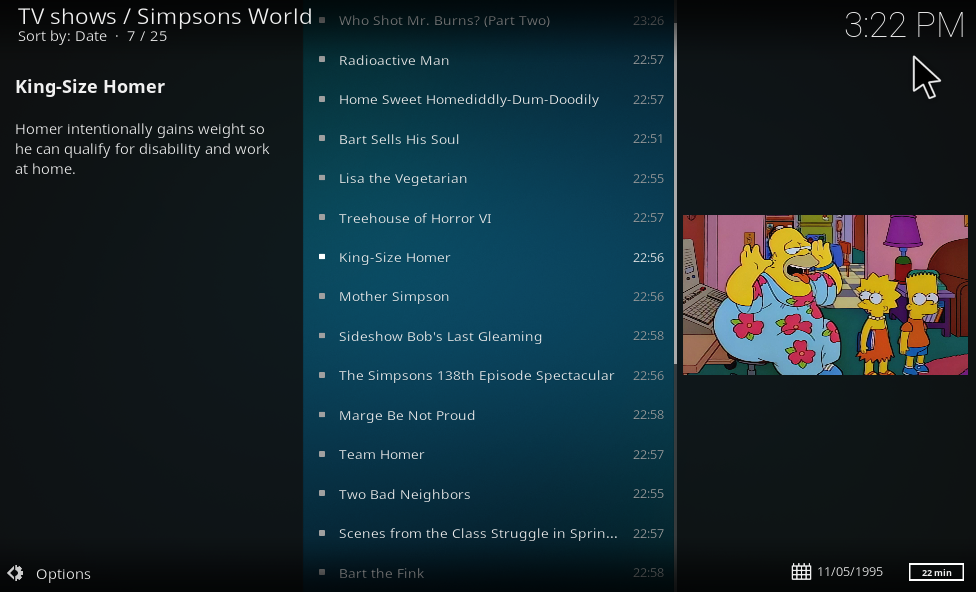 TV shows / Simpsons World
Sort by: Date · 7 / 25
3:22 PM
King-Size Homer
Homer intentionally gains weight so
he can qualify for disability and work
at home.
Who Shot Mr. Burns? (Part Two) 23:26
Radioactive Man 22:57
Home Sweet Homediddly-Dum-Doodily 22:57
Bart Sells His Soul 22:51
Lisa the Vegetarian 22:55
Treehouse of Horror VI 22:57
King-Size Homer 22:56
Mother Simpson 22:56
Sideshow Bob's Last Gleaming 22:58
The Simpsons 138th Episode Spectacular 22:56
Marge Be Not Proud 22:58
Team Homer 22:57
Two Bad Neighbors 22:55
Scenes from the Class Struggle in Sprin... 22:57
Bart the Fink 22:58
Options
11/05/1995
22 min